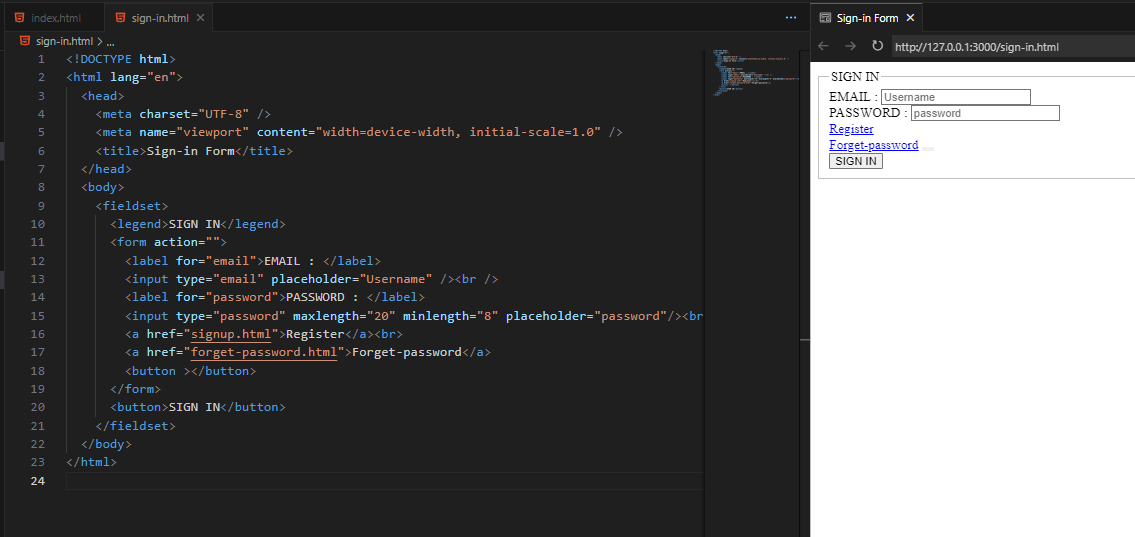 index.html
sign-in.html
sign-in.html > ...
1 <!DOCTYPE html>
2 <html lang="en">
3 <head>
4 <meta charset="UTF-8" />
5 <meta name="viewport" content="width=device-width, initial-scale=1.0" />
6 <title>Sign-in Form</title>
7 </head>
8 <body>
9 <fieldset>
10 <legend>SIGN IN</legend>
11 <form action="">
12 <label for="email">EMAIL : </label>
13 <input type="email" placeholder="Username" /><br />
14 <label for="password">PASSWORD : </label>
15 <input type="password" maxlength="20" minlength="8" placeholder="password"/><br
16 <a href="signup.html">Register</a><br>
17 <a href="forget-password.html">Forget-password</a>
18 <button ></button>
19 </form>
20 <button>SIGN IN</button>
21 </fieldset>
22 </body>
23 </html>
24
Sign-in Form
http://127.0.0.1:3000/sign-in.html
SIGN IN
EMAIL : Username
PASSWORD : password
Register
Forget-password
SIGN IN